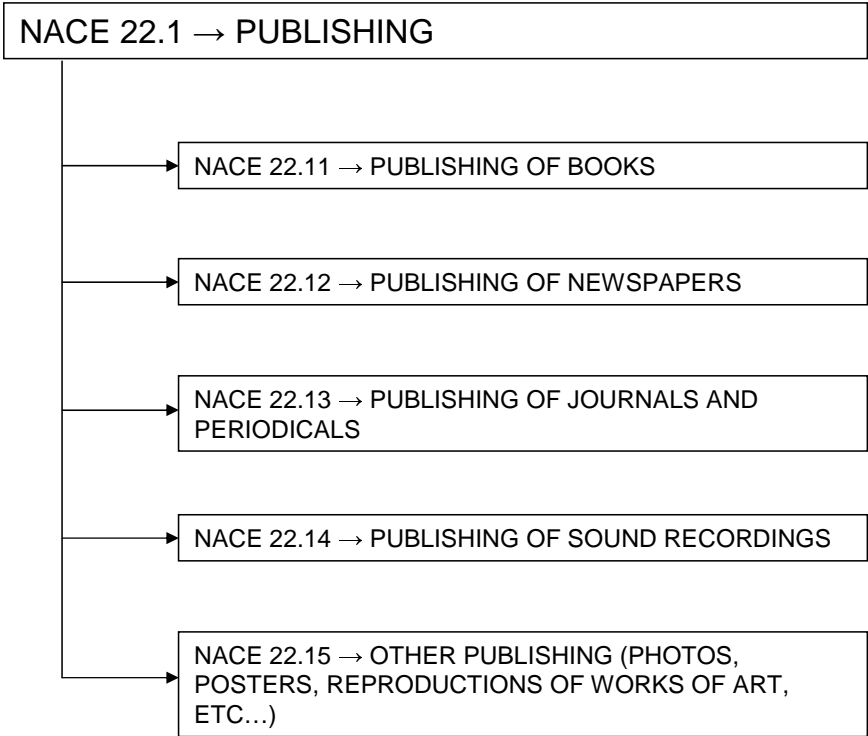 NACE 22.1 → PUBLISHING
NACE 22.11 → PUBLISHING OF BOOKS
NACE 22.12 → PUBLISHING OF NEWSPAPERS
NACE 22.13 → PUBLISHING OF JOURNALS AND
PERIODICALS
NACE 22.14 → PUBLISHING OF SOUND RECORDINGS
NACE 22.15 → OTHER PUBLISHING (PHOTOS,
POSTERS, REPRODUCTIONS OF WORKS OF ART,
ETC…)